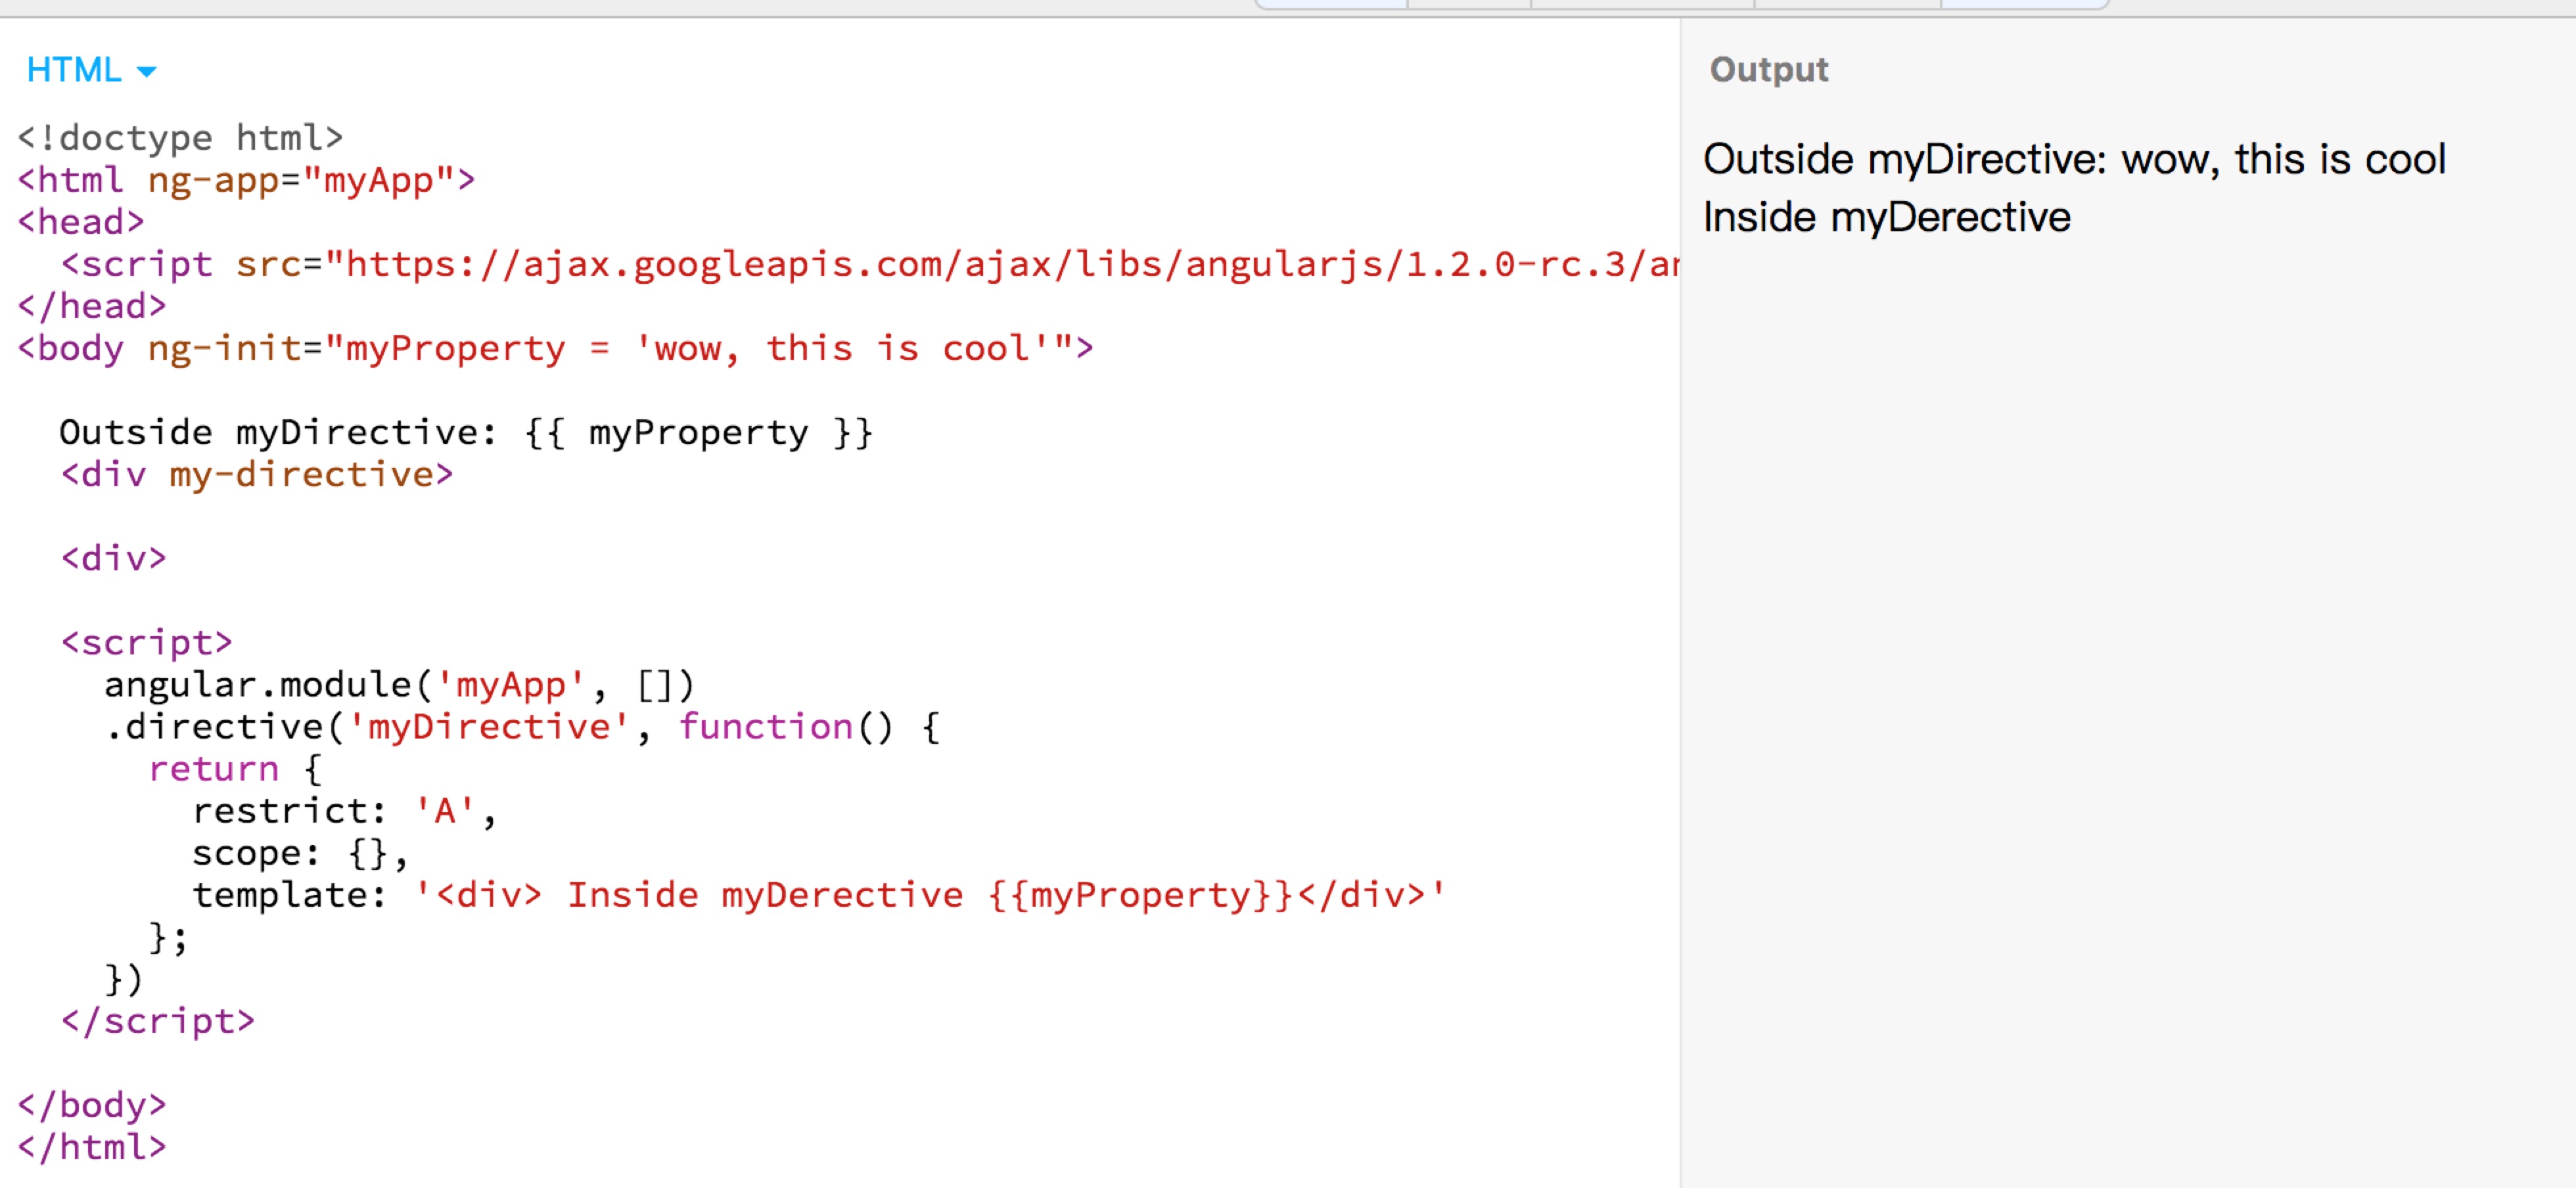 HTML
<!doctype html>
<html ng-app="myApp">
<head>
<script src="https://ajax.googleapis.com/ajax/libs/angularjs/1.2.0-rc.3/
</head>
<body ng-init="myProperty = 'wow, this is cool'">
Outside myDirective: {{ myProperty }}
<div my-directive>
<div>
<script>
angular.module('myApp', [])
.directive('myDirective', function() {
return {
restrict: 'A',
scope: {},
template: '<div> Inside myDerective {{myProperty}}</div>'
};
})
</script>
</body>
</html>
Output
Outside myDirective: wow, this is cool
Inside myDerective